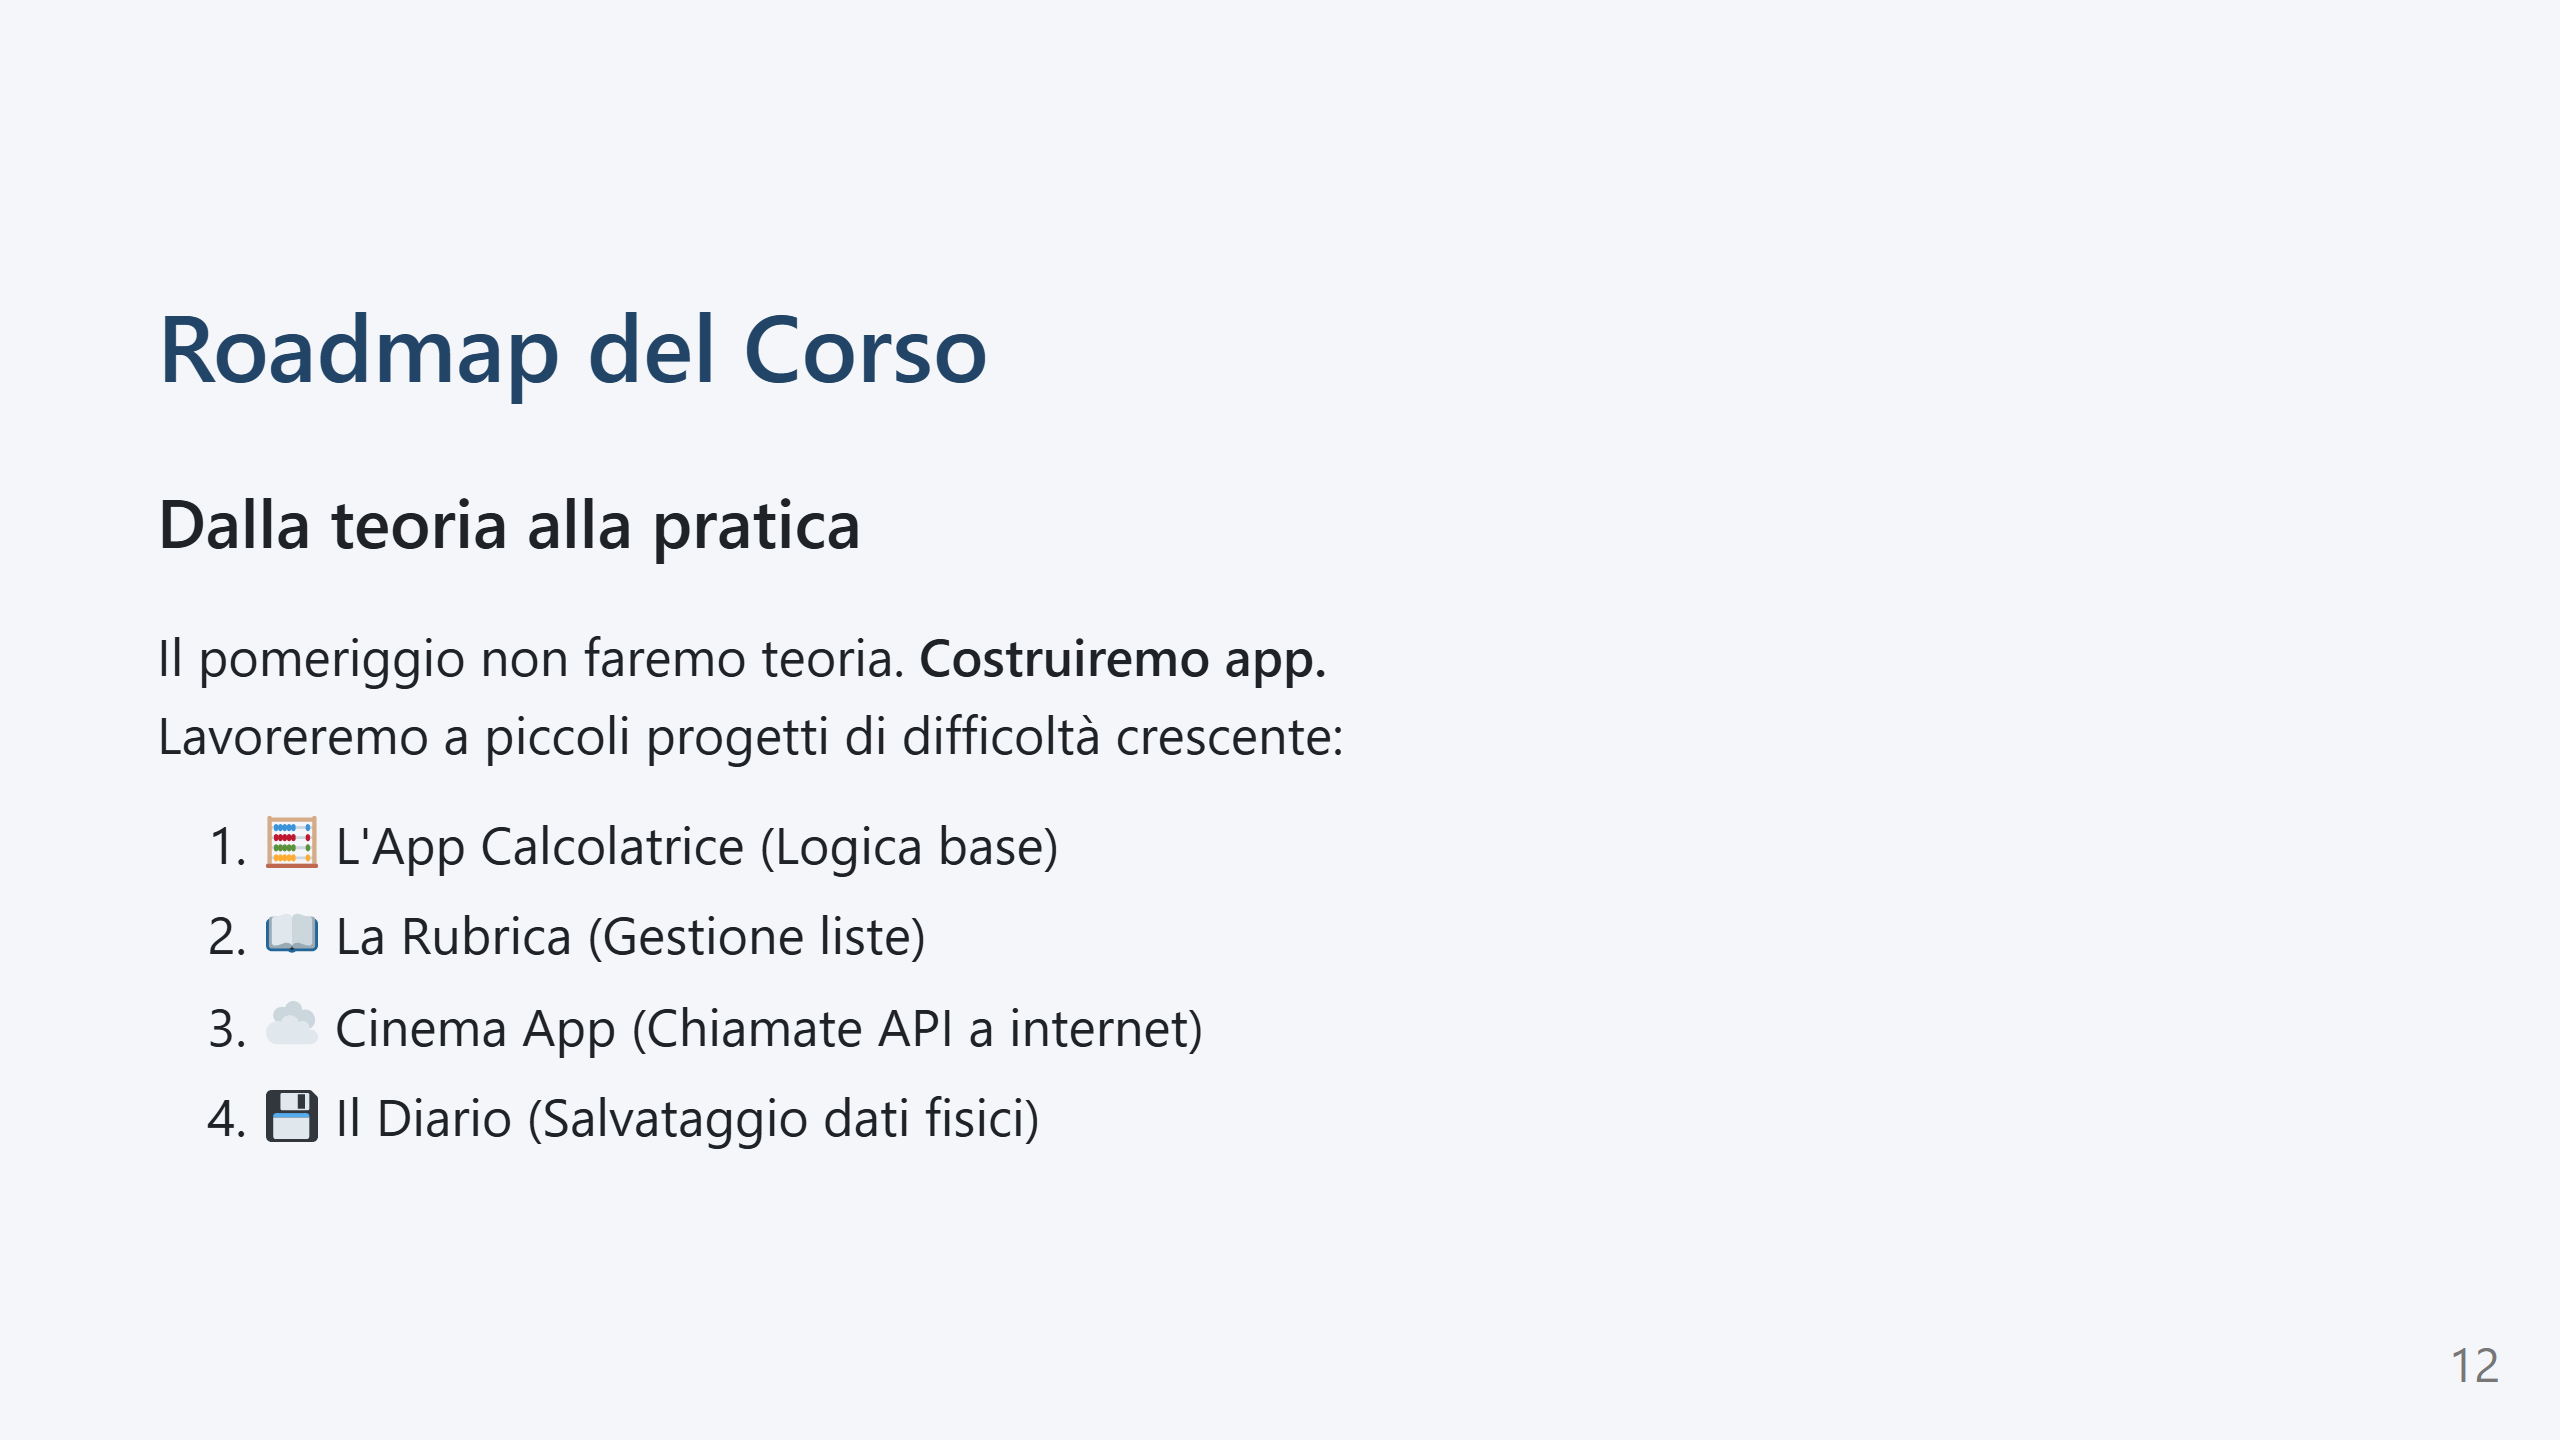 Roadmap del Corso
Dalla teoria alla pratica
Il pomeriggio non faremo teoria. Costruiremo app.
Lavoreremo a piccoli progetti di difficoltà crescente:
1. 🧮 L'App Calcolatrice (Logica base)
2. 📖 La Rubrica (Gestione liste)
3. ☁️ Cinema App (Chiamate API a internet)
4. 💾 Il Diario (Salvataggio dati fisici)
12